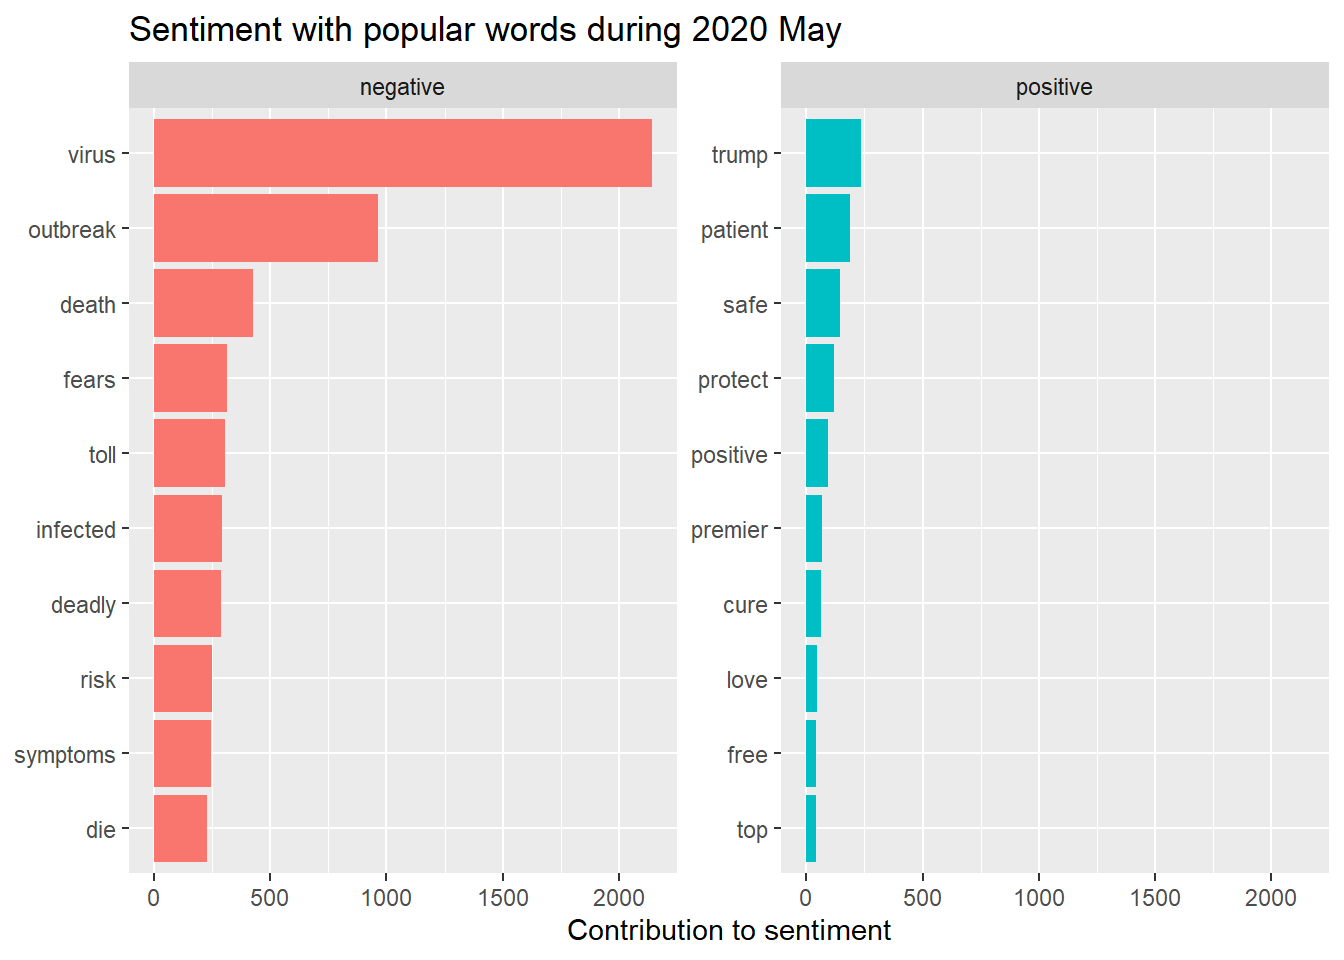 Sentiment with popular words during 2020 May
negative
virus
outbreak
death
fears
toll
infected
deadly
risk
symptoms
die
0 500 1000 1500 2000
positive
trump
patient
safe
protect
positive
premier
cure
love
free
top
0 500 1000 1500 2000
Contribution to sentiment